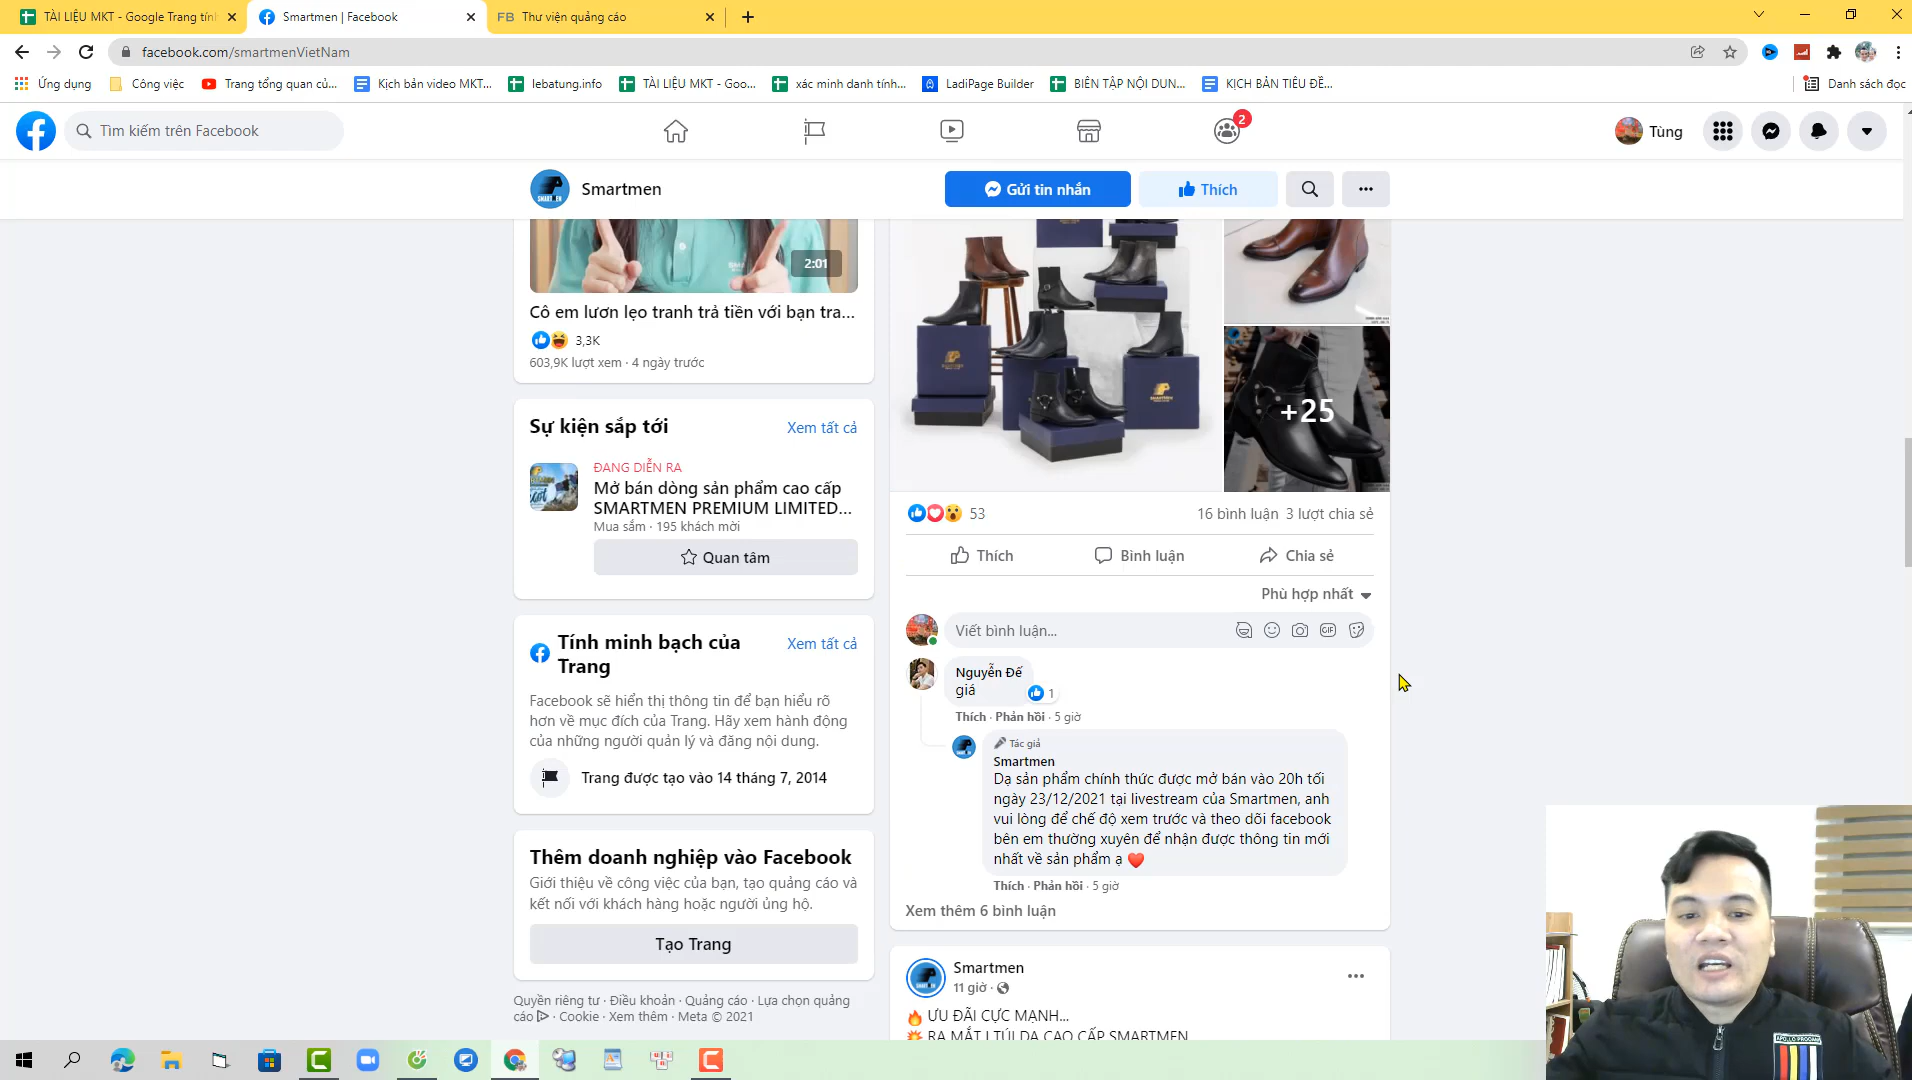 TÀI LIỆU MKT - Google Trang tính
Smartmen | Facebook
FB Thư viện quảng cáo
facebook.com/smartmenVietNam
Ứng dụng
Công việc
Trang tổng quan củ...
Kịch bản video MKT...
lebatung.info
TÀI LIỆU MKT - Goo...
xác minh danh tính...
LadiPage Builder
BIÊN TẬP NỘI DUN...
KỊCH BẢN TIÊU ĐỀ...
Danh sách đọc
Tìm kiếm trên Facebook
2
Tùng
Smartmen
Gửi tin nhắn
Thích
2:01
Cô em lươn lẹo tranh trả tiền với bạn tra...
3,3K
603,9K lượt xem · 4 ngày trước
Sự kiện sắp tới
Xem tất cả
ĐANG DIỄN RA
Mở bán dòng sản phẩm cao cấp
SMARTMEN PREMIUM LIMITED...
Mua sắm · 195 khách mời
Quan tâm
Tính minh bạch của
Trang
Xem tất cả
Facebook sẽ hiển thị thông tin để bạn hiểu rõ
hơn về mục đích của Trang. Hãy xem hành động
của những người quản lý và đăng nội dung.
Trang được tạo vào 14 tháng 7, 2014
Thêm doanh nghiệp vào Facebook
Giới thiệu về công việc của bạn, tạo quảng cáo và
kết nối với khách hàng hoặc người ủng hộ.
Tạo Trang
Quyền riêng tư · Điều khoản · Quảng cáo · Lựa chọn quảng
cáo · Cookie · Xem thêm · Meta © 2021
+25
53
16 bình luận 3 lượt chia sẻ
Thích
Bình luận
Chia sẻ
Phù hợp nhất
Viết bình luận...
GIF
Nguyễn Đế
giá
1
Thích · Phản hồi · 5 giờ
Tác giả
Smartmen
Dạ sản phẩm chính thức được mở bán vào 20h tối
ngày 23/12/2021 tại livestream của Smartmen, anh
vui lòng để chế độ xem trước và theo dõi facebook
bên em thường xuyên để nhận được thông tin mới
nhất về sản phẩm ạ ❤️
Thích · Phản hồi · 5 giờ
Xem thêm 6 bình luận
Smartmen
11 giờ ·
🔥 ƯU ĐÃI CỰC MẠNH...
💥 RA MẮT I TÚI DA CAO CẤP SMARTMEN